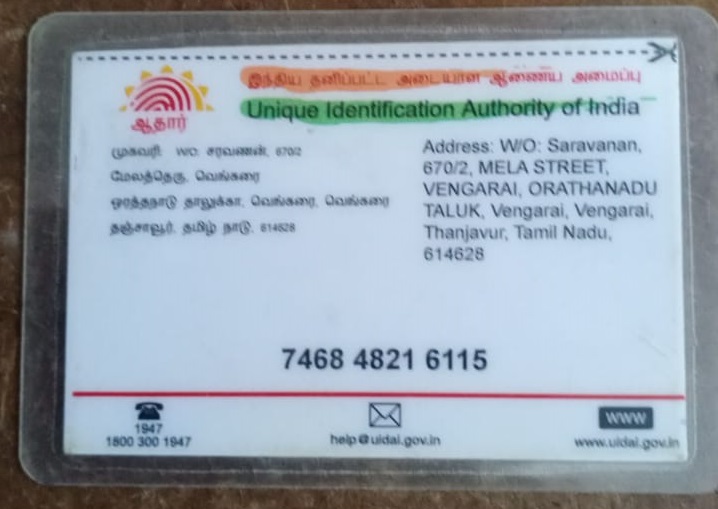 இந்திய தனிப்பட்ட அடையாள ஆணைய அமைப்பு
Unique Identification Authority of India
ஆதார்
முகவரி: W/O: சரவணன், 670/2
மேலத்தெரு, வெங்கரை
ஒரத்தநாடு தாலுக்கா, வெங்கரை, வெங்கரை
தஞ்சாவூர், தமிழ் நாடு, 614628
Address: W/O: Saravanan,
670/2, MELA STREET,
VENGARAI, ORATHANADU
TALUK, Vengarai, Vengarai,
Thanjavur, Tamil Nadu,
614628
7468 4821 6115
1947
1800 300 1947
help@uidai.gov.in
www
www.uidai.gov.in